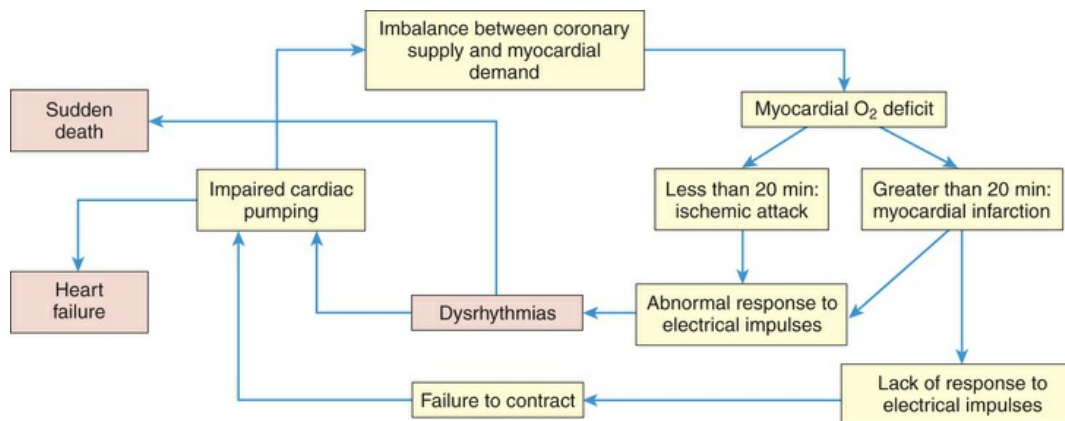 Imbalance between coronary
supply and myocardial
demand
Sudden
death
Myocardial O₂ deficit
Impaired cardiac
pumping
Less than 20 min:
ischemic attack
Greater than 20 min:
myocardial infarction
Heart
failure
Dysrhythmias
Abnormal response to
electrical impulses
Failure to contract
Lack of response to
electrical impulses